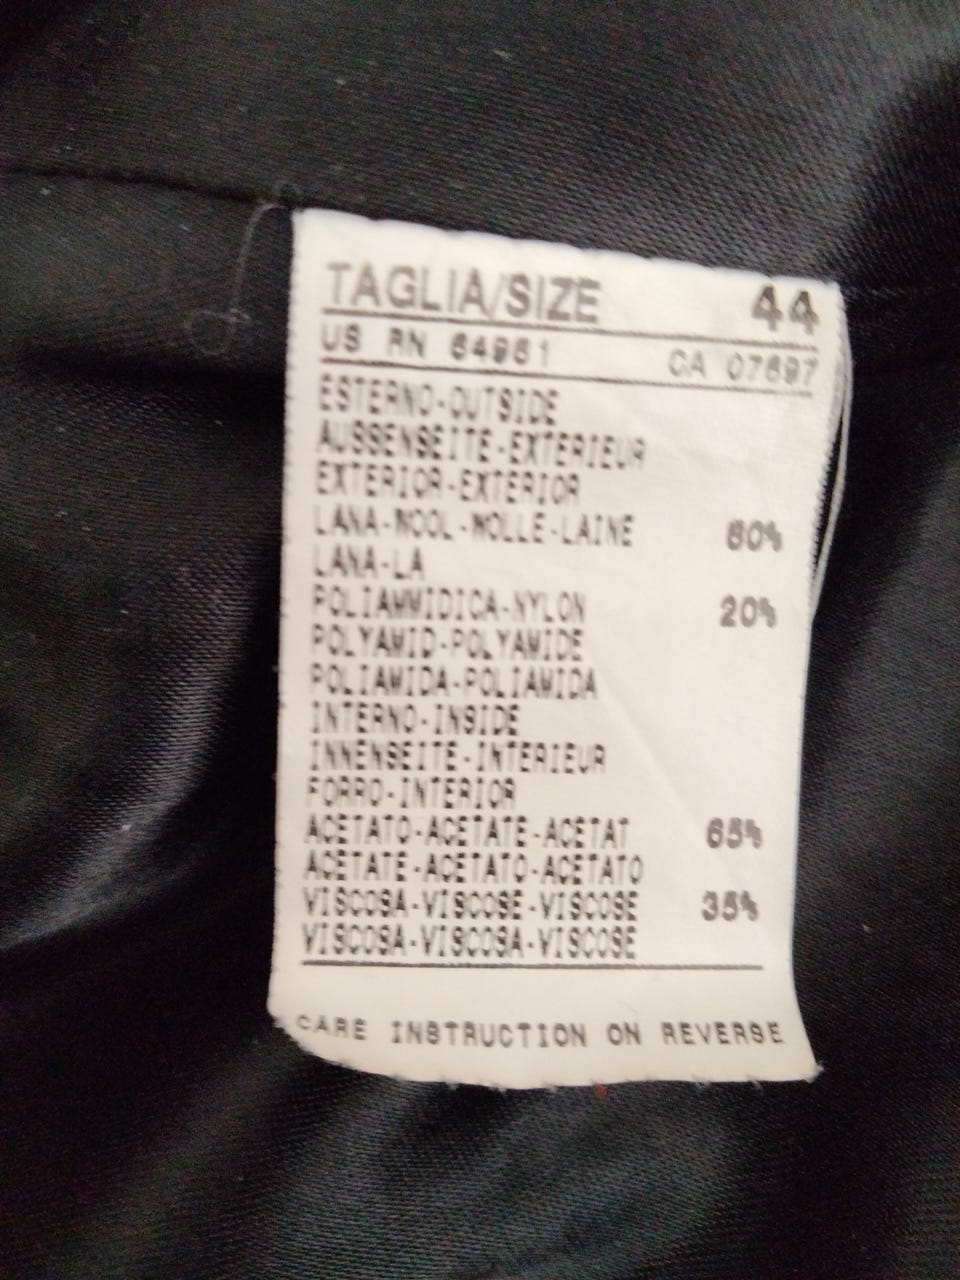 TAGLIA/SIZE 44
US RN 64961 CA 07697
ESTERNO-OUTSIDE
AUSSENSEITE-EXTERIEUR
EXTERIOR-EXTERIOR
LANA-WOOL-WOLLE-LAINE 80%
LANA-LA
POLIAMMIDICA-NYLON 20%
POLYAMID-POLYAMIDE
POLIAMIDA-POLIAMIDA
INTERNO-INSIDE
INNENSEITE-INTERIEUR
FORRO-INTERIOR
ACETATO-ACETATE-ACETAT 65%
ACETATE-ACETATO-ACETATO
VISCOSA-VISCOSE-VISCOSE 35%
VISCOSA-VISCOSA-VISCOSE
CARE INSTRUCTION ON REVERSE